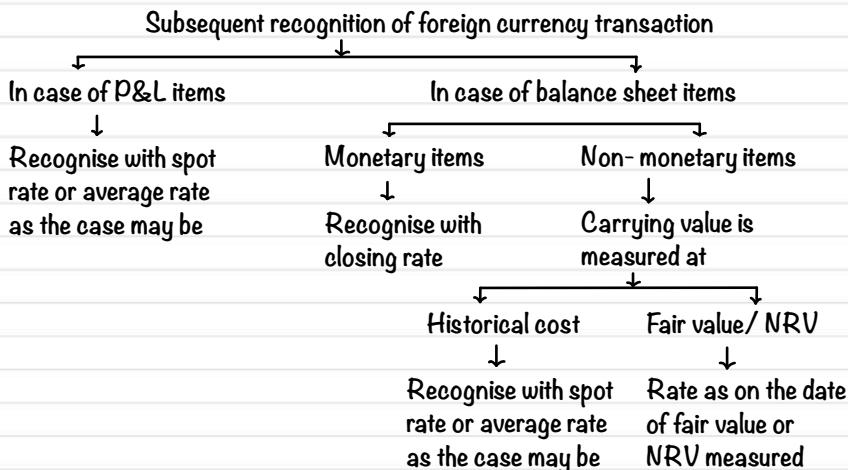 Subsequent recognition of foreign currency transaction
In case of P&L items
In case of balance sheet items
Recognise with spot
rate or average rate
as the case may be
Monetary items
Non- monetary items
Recognise with
closing rate
Carrying value is
measured at
Historical cost
Fair value/ NRV
Recognise with spot
rate or average rate
as the case may be
Rate as on the date
of fair value or
NRV measured